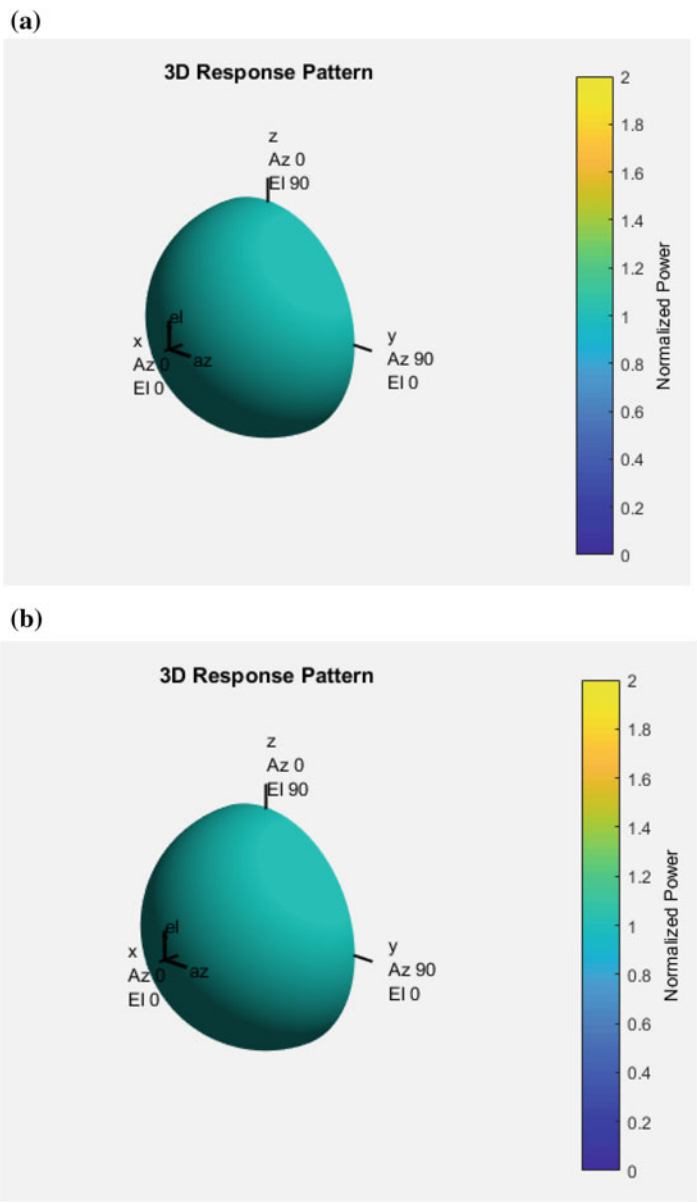 (a)
3D Response Pattern
z
Az 0
El 90
el
x
Az 0
El 0
az
y
Az 90
El 0
2
1.8
1.6
1.4
1.2
1
0.8
0.6
0.4
0.2
0
Normalized Power
(b)
3D Response Pattern
z
Az 0
El 90
el
x
Az 0
El 0
az
y
Az 90
El 0
2
1.8
1.6
1.4
1.2
1
0.8
0.6
0.4
0.2
0
Normalized Power